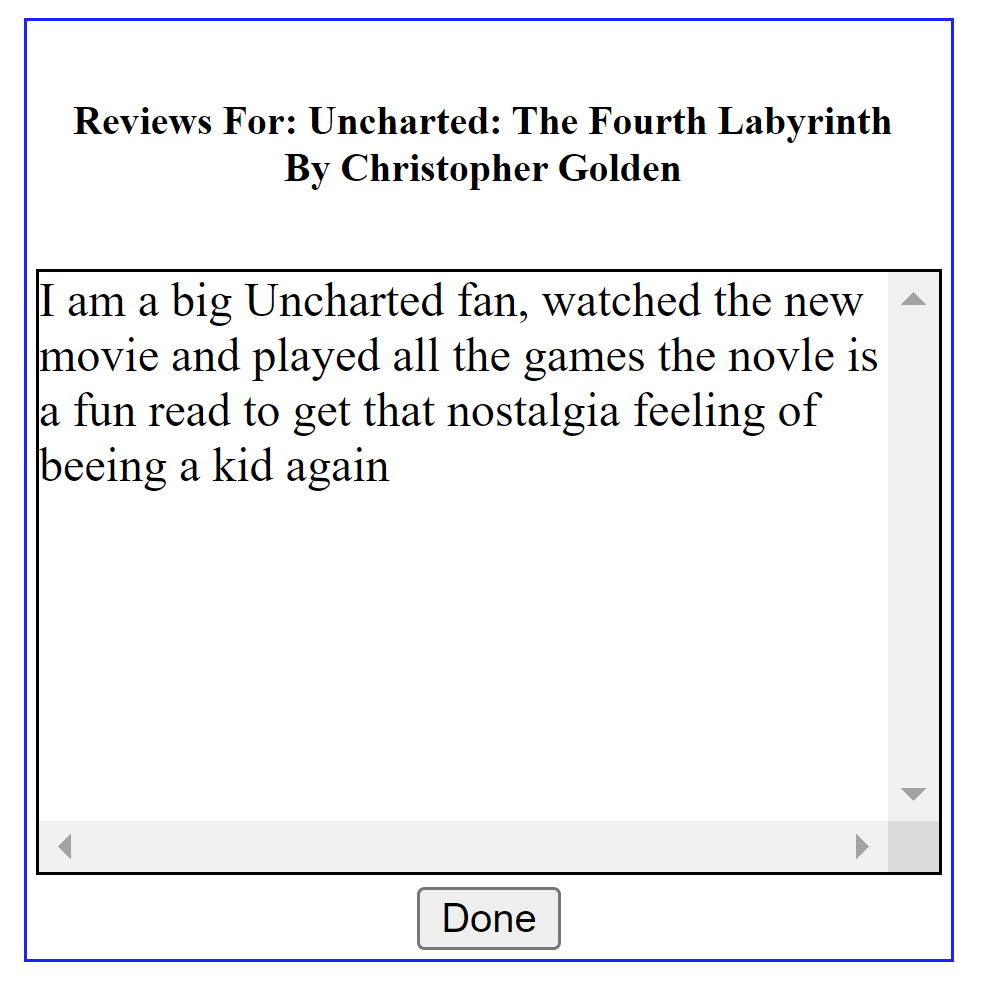 Reviews For: Uncharted: The Fourth Labyrinth
By Christopher Golden
I am a big Uncharted fan, watched the new
movie and played all the games the novle is
a fun read to get that nostalgia feeling of
beeing a kid again
Done